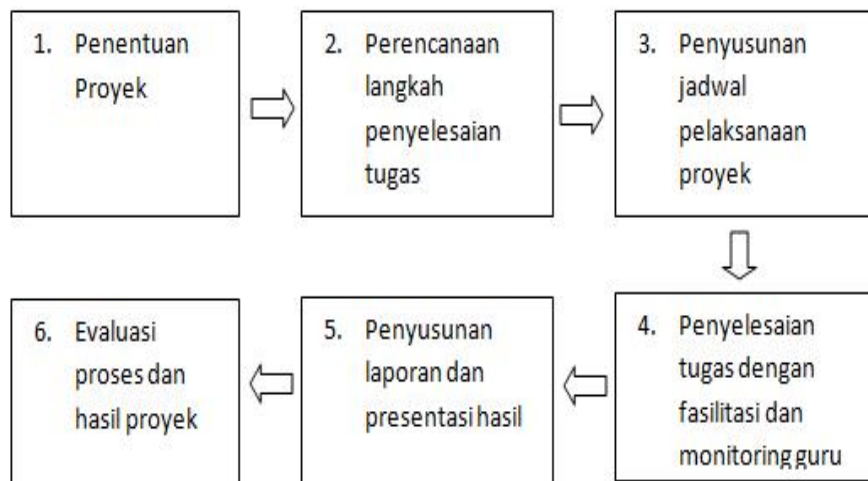 1. Penentuan
Proyek
2. Perencanaan
langkah
penyelesaian
tugas
3. Penyusunan
jadwal
pelaksanaan
proyek
4. Penyelesaian
tugas dengan
fasilitasi dan
monitoring guru
5. Penyusunan
laporan dan
presentasi hasil
6. Evaluasi
proses dan
hasil proyek